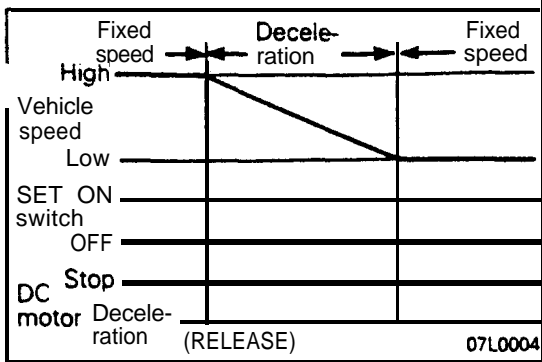 Fixed Decele- Fixed
speed ration speed
High
Vehicle
speed
Low
SET ON
switch
OFF
Stop
DC
motor Decele-
ration (RELEASE) 07L0004